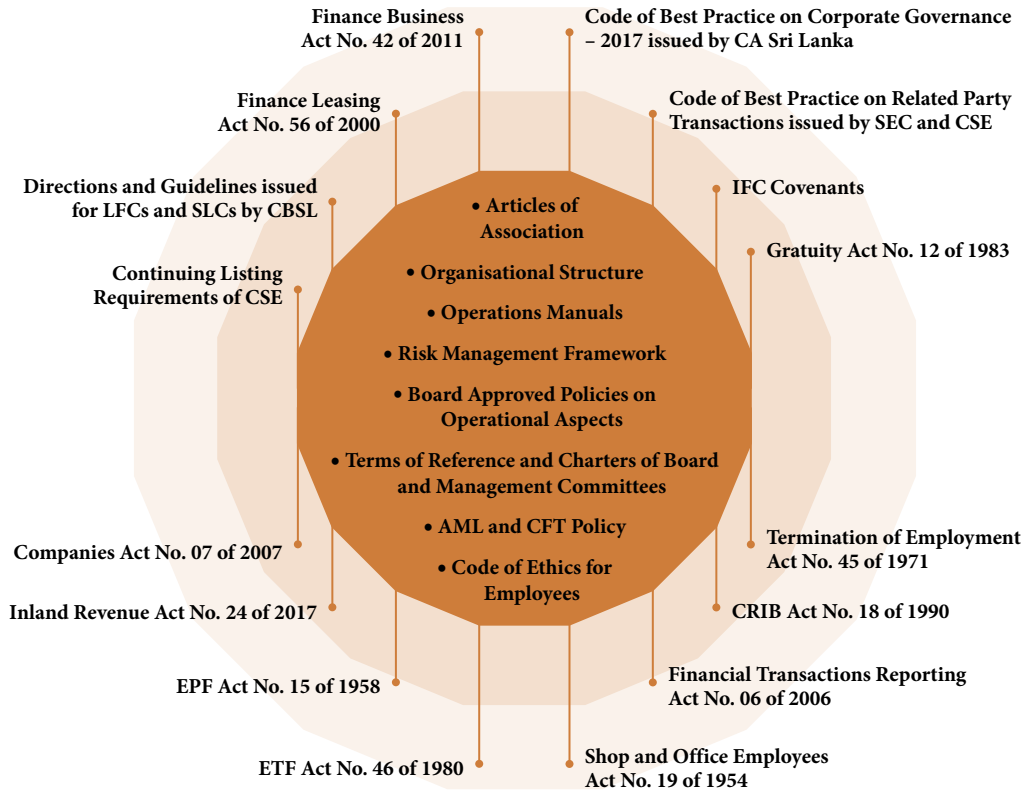 Finance Business
Act No. 42 of 2011
Code of Best Practice on Corporate Governance
– 2017 issued by CA Sri Lanka
Finance Leasing
Act No. 56 of 2000
Code of Best Practice on Related Party
Transactions issued by SEC and CSE
Directions and Guidelines issued
for LFCs and SLCs by CBSL
IFC Covenants
Continuing Listing
Requirements of CSE
Gratuity Act No. 12 of 1983
• Articles of
Association
• Organisational Structure
• Operations Manuals
• Risk Management Framework
• Board Approved Policies on
Operational Aspects
• Terms of Reference and Charters of Board
and Management Committees
• AML and CFT Policy
• Code of Ethics for
Employees
Companies Act No. 07 of 2007
Termination of Employment
Act No. 45 of 1971
Inland Revenue Act No. 24 of 2017
CRIB Act No. 18 of 1990
EPF Act No. 15 of 1958
Financial Transactions Reporting
Act No. 06 of 2006
ETF Act No. 46 of 1980
Shop and Office Employees
Act No. 19 of 1954